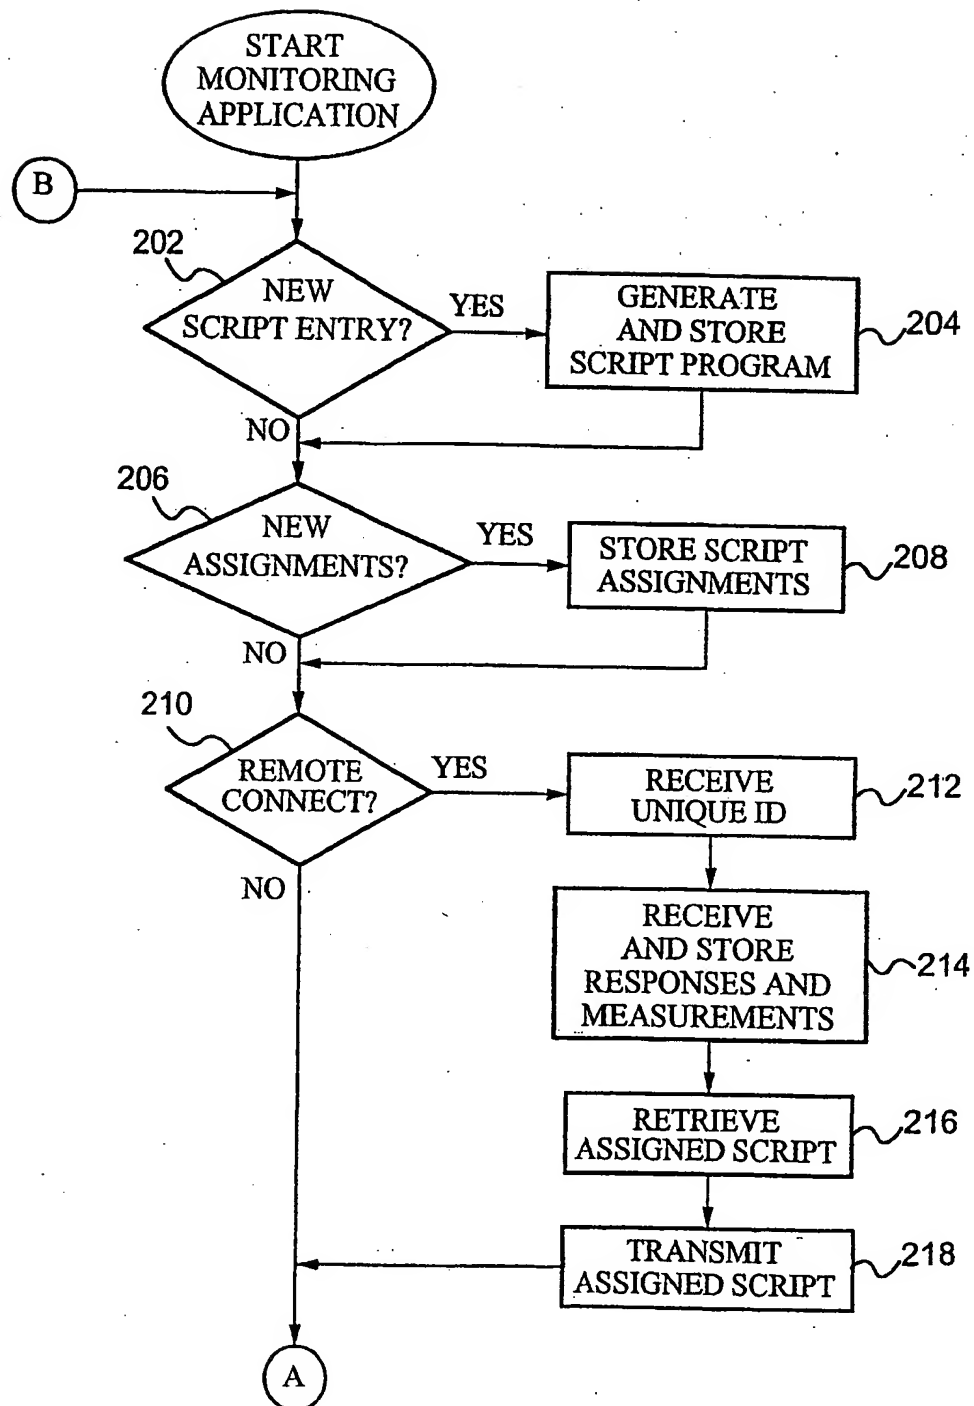 START
MONITORING
APPLICATION
B
202
NEW
SCRIPT ENTRY?
YES
GENERATE
AND STORE
SCRIPT PROGRAM
204
NO
206
NEW
ASSIGNMENTS?
YES
STORE SCRIPT
ASSIGNMENTS
208
NO
210
REMOTE
CONNECT?
YES
RECEIVE
UNIQUE ID
212
NO
RECEIVE
AND STORE
RESPONSES AND
MEASUREMENTS
214
RETRIEVE
ASSIGNED SCRIPT
216
TRANSMIT
ASSIGNED SCRIPT
218
A